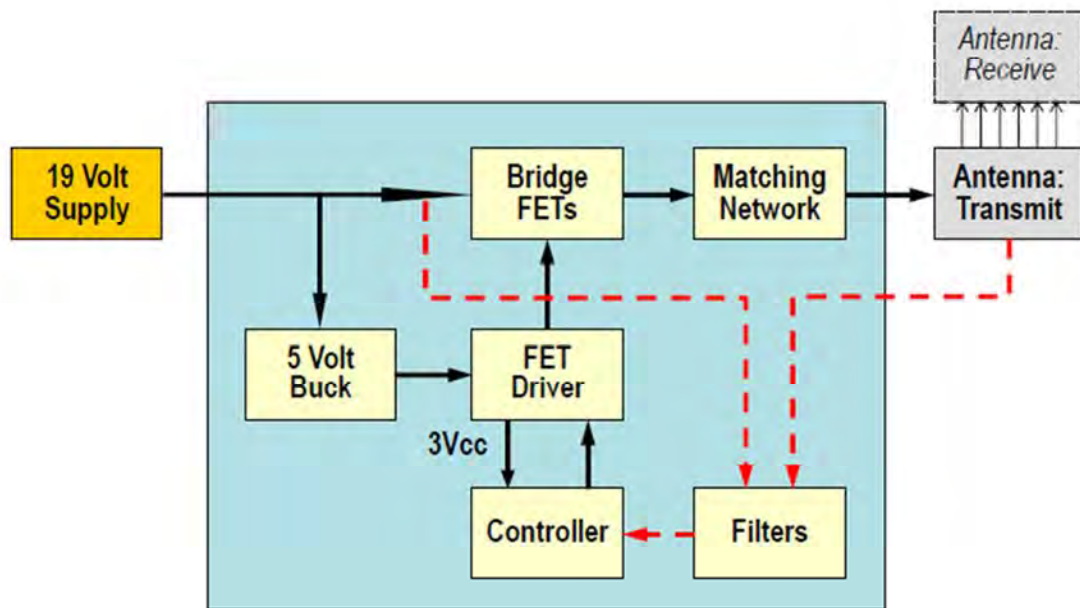 Antenna:
Receive
19 Volt
Supply
Bridge
FETs
Matching
Network
Antenna:
Transmit
5 Volt
Buck
FET
Driver
3Vcc
Controller
Filters